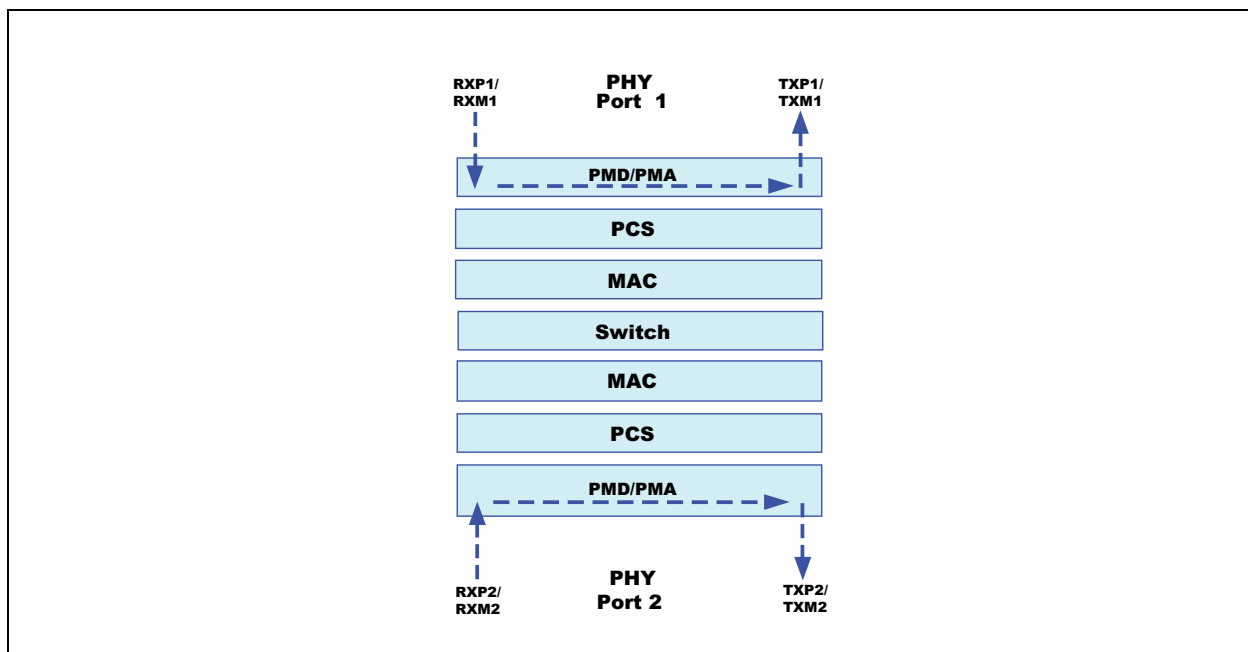 RXP1/
RXM1
PHY
Port 1
TXP1/
TXM1
PMD/PMA
PCS
MAC
Switch
MAC
PCS
PMD/PMA
RXP2/
RXM2
PHY
Port 2
TXP2/
TXM2